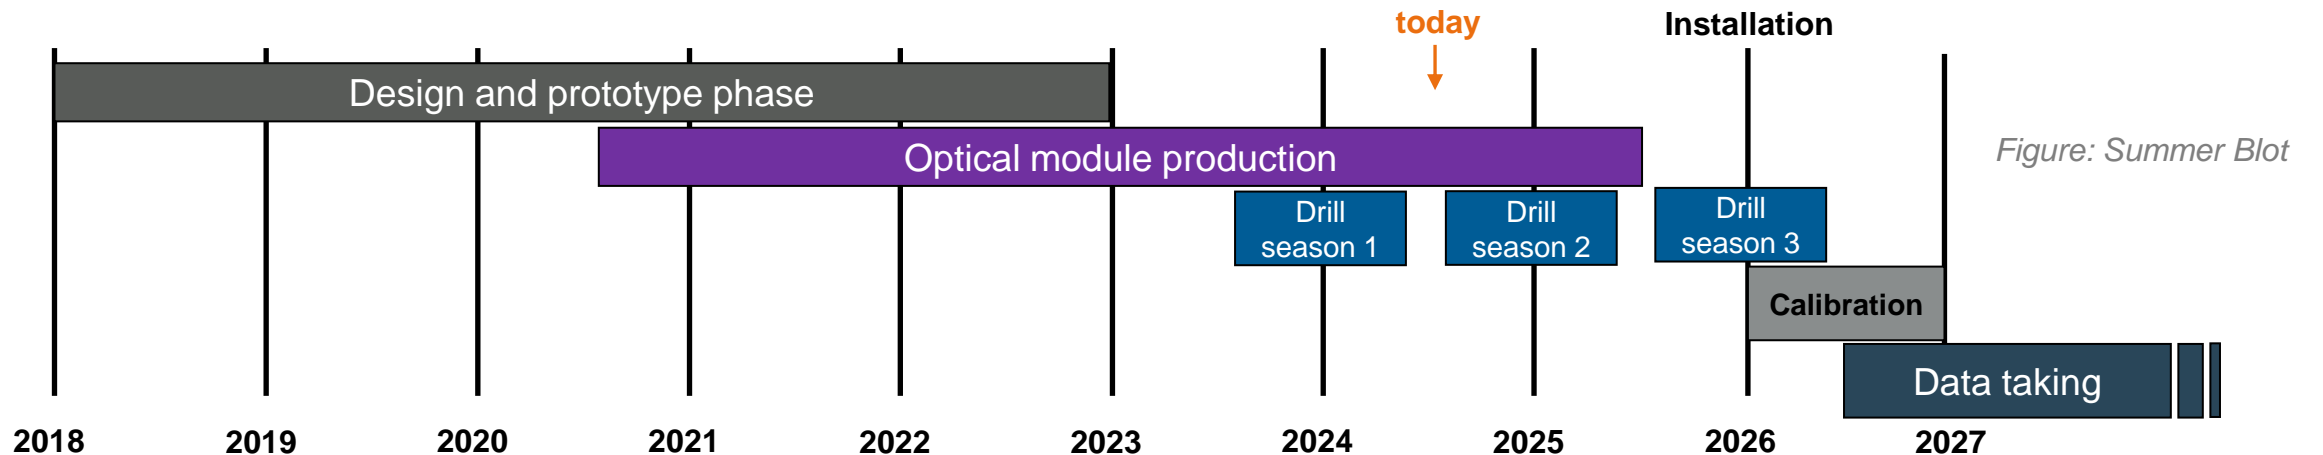 today
Installation
Design and prototype phase
Optical module production
Figure: Summer Blot
Drill
season 1
Drill
season 2
Drill
season 3
Calibration
Data taking
2018 2019 2020 2021 2022 2023 2024 2025 2026 2027